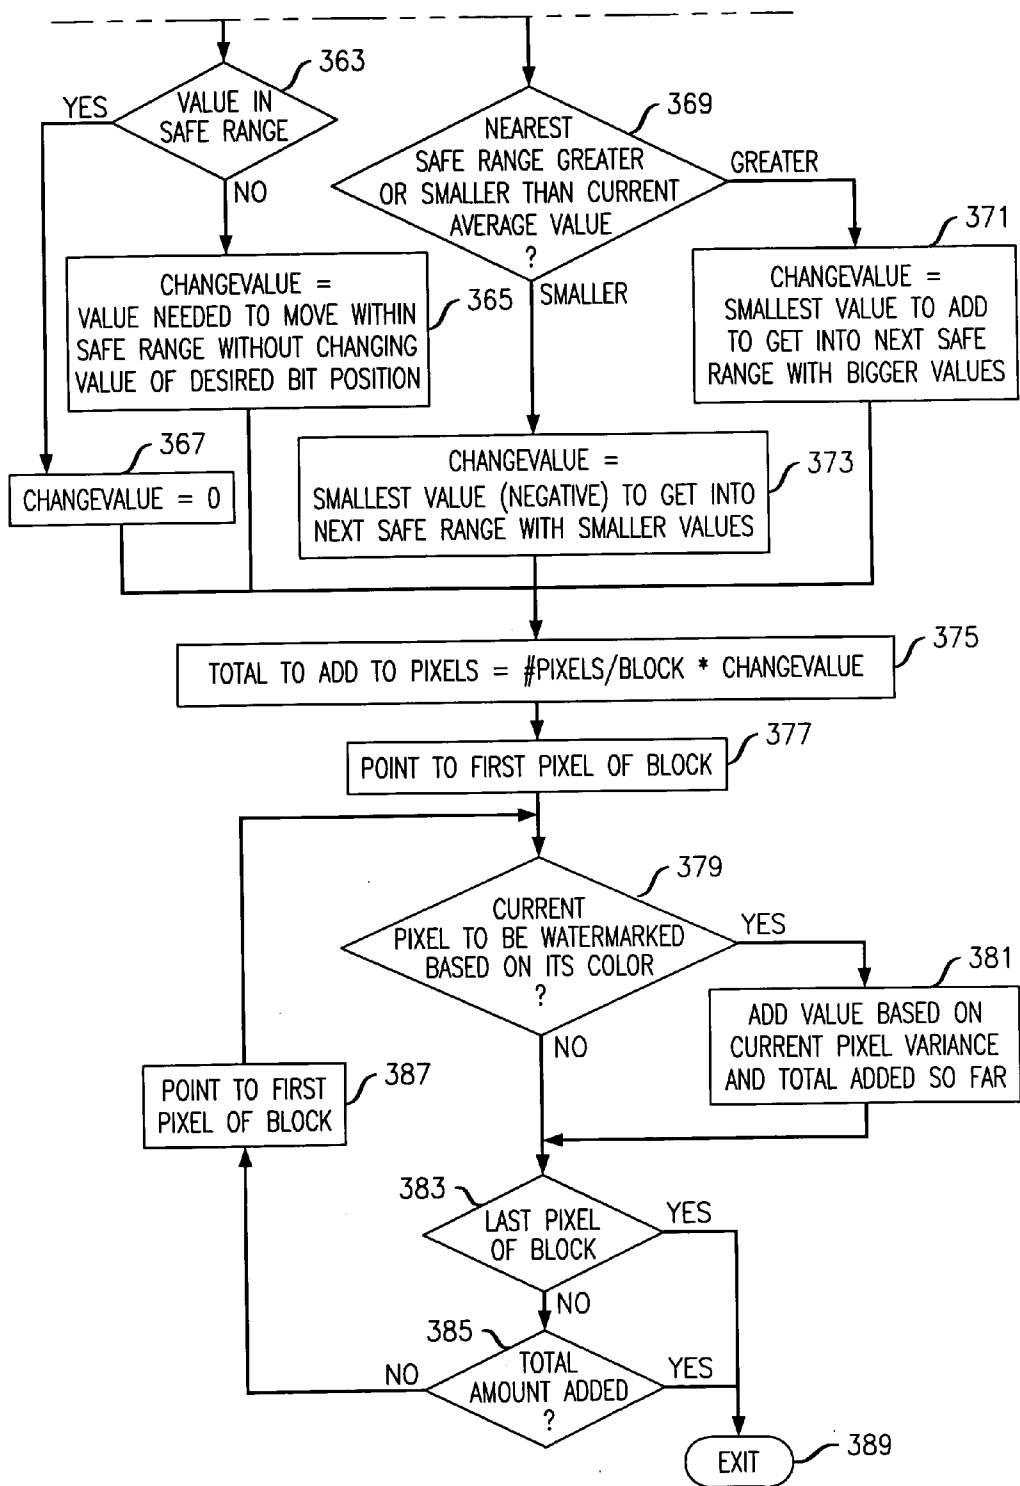 363
YES
VALUE IN
SAFE RANGE
NO
369
NEAREST
SAFE RANGE GREATER
OR SMALLER THAN CURRENT
AVERAGE VALUE
?
GREATER
SMALLER
371
CHANGEVALUE =
SMALLEST VALUE TO ADD
TO GET INTO NEXT SAFE
RANGE WITH BIGGER VALUES
CHANGEVALUE =
VALUE NEEDED TO MOVE WITHIN
SAFE RANGE WITHOUT CHANGING
VALUE OF DESIRED BIT POSITION
365
367
CHANGEVALUE = 0
CHANGEVALUE =
SMALLEST VALUE (NEGATIVE) TO GET INTO
NEXT SAFE RANGE WITH SMALLER VALUES
373
375
TOTAL TO ADD TO PIXELS = #PIXELS/BLOCK * CHANGEVALUE
377
POINT TO FIRST PIXEL OF BLOCK
379
CURRENT
PIXEL TO BE WATERMARKED
BASED ON ITS COLOR
?
YES
NO
381
ADD VALUE BASED ON
CURRENT PIXEL VARIANCE
AND TOTAL ADDED SO FAR
POINT TO FIRST
PIXEL OF BLOCK
387
383
LAST PIXEL
OF BLOCK
YES
NO
385
TOTAL
AMOUNT ADDED
?
NO
YES
EXIT
389